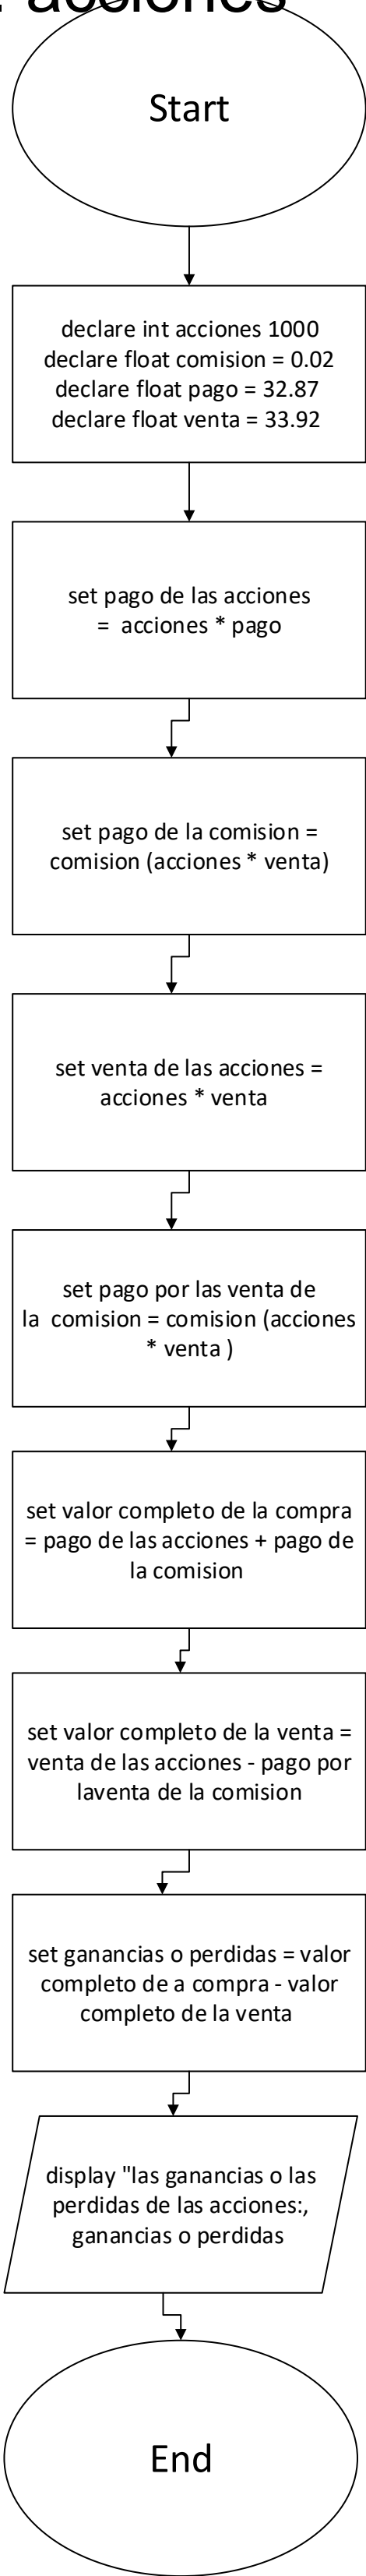 : acciones
Start
declare int acciones 1000
declare float comision = 0.02
declare float pago = 32.87
declare float venta = 33.92
set pago de las acciones
= acciones * pago
set pago de la comision =
comision (acciones * venta)
set venta de las acciones =
acciones * venta
set pago por las venta de
la comision = comision (acciones
* venta )
set valor completo de la compra
= pago de las acciones + pago de
la comision
set valor completo de la venta =
venta de las acciones - pago por
laventa de la comision
set ganancias o perdidas = valor
completo de a compra - valor
completo de la venta
display "las ganancias o las
perdidas de las acciones:,
ganancias o perdidas
End